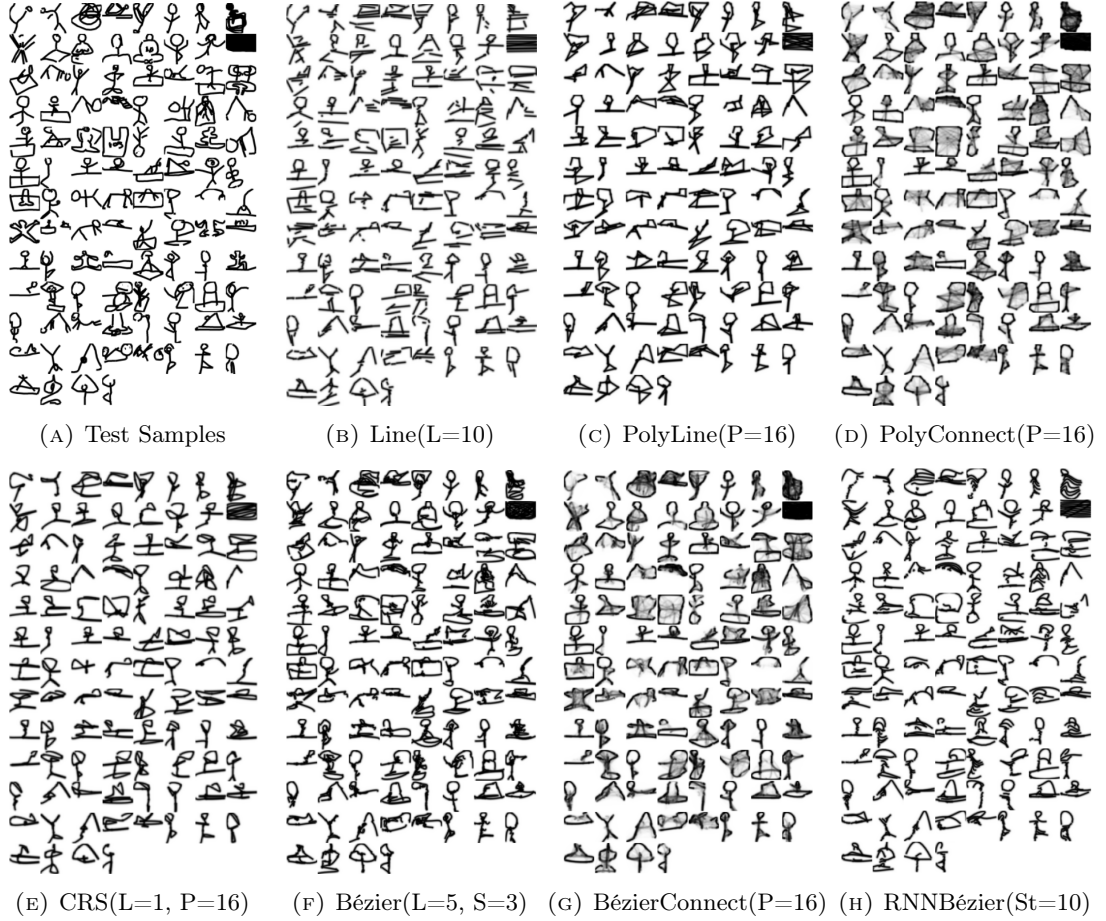 (A) Test Samples
(B) Line(L=10)
(C) PolyLine(P=16)
(D) PolyConnect(P=16)
(E) CRS(L=1, P=16)
(F) Bézier(L=5, S=3)
(G) BézierConnect(P=16)
(H) RNNBézier(St=10)